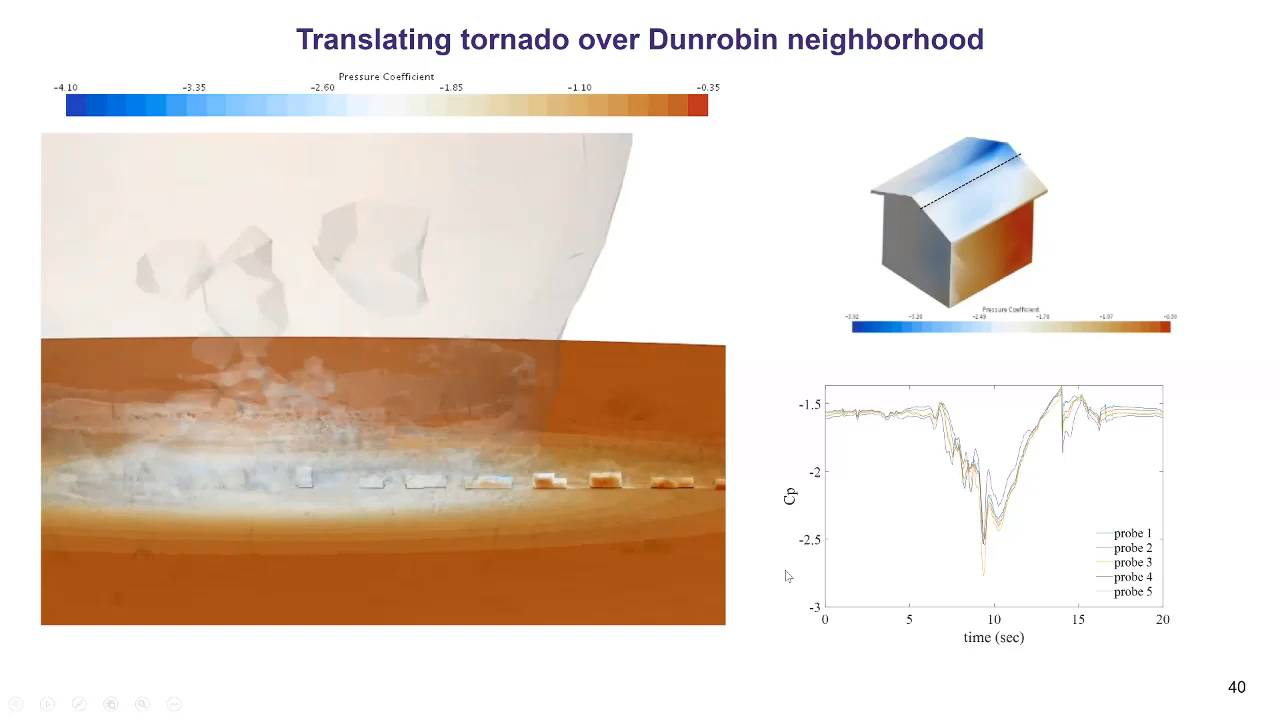 Translating tornado over Dunrobin neighborhood
Pressure Coefficient
-4.10 -3.35 -2.60 -1.85 -1.10 -0.35
Pressure Coefficient
-1.5
-2
-2.5
-3
Cp
probe 1
probe 2
probe 3
probe 4
probe 5
0 5 10 15 20
time (sec)
40